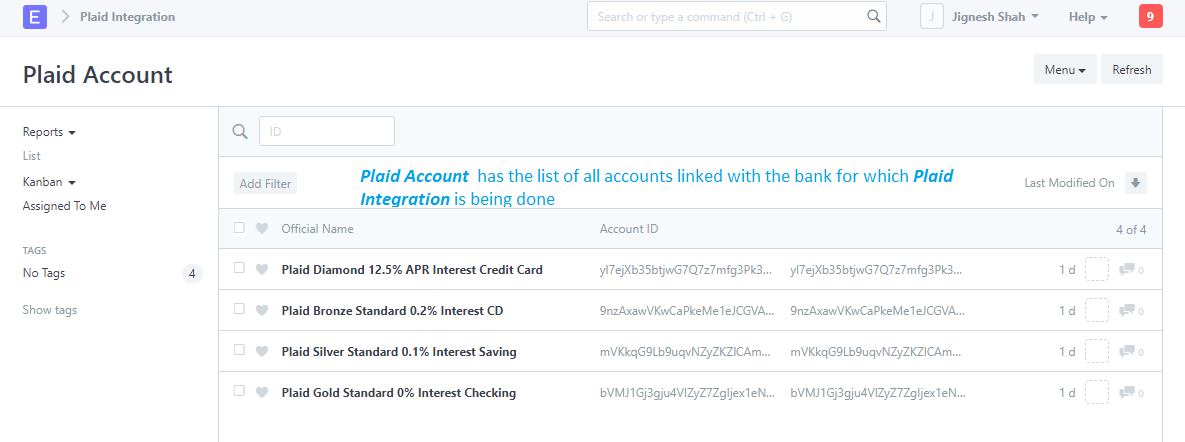 E Plaid Integration Search or type a command (Ctrl + G) J Jignesh Shah Help 9
Plaid Account Menu Refresh
Reports
List
Kanban
Assigned To Me
TAGS
No Tags 4
Show tags
ID
Add Filter Plaid Account has the list of all accounts linked with the bank for which Plaid Last Modified On
Integration is being done
Official Name Account ID 4 of 4
Plaid Diamond 12.5% APR Interest Credit Card yl7ejXb35btjwG7Q7z7mfg3Pk3... yl7ejXb35btjwG7Q7z7mfg3Pk3... 1 d 0
Plaid Bronze Standard 0.2% Interest CD 9nzAxawVKwCaPkeMe1eJCGVA... 9nzAxawVKwCaPkeMe1eJCGVA... 1 d 0
Plaid Silver Standard 0.1% Interest Saving mVKkqG9Lb9uqvNZyZKZlCAm... mVKkqG9Lb9uqvNZyZKZlCAm... 1 d 0
Plaid Gold Standard 0% Interest Checking bVMJ1Gj3gju4VlZyZ7Zgljex1eN... bVMJ1Gj3gju4VlZyZ7Zgljex1eN... 1 d 0